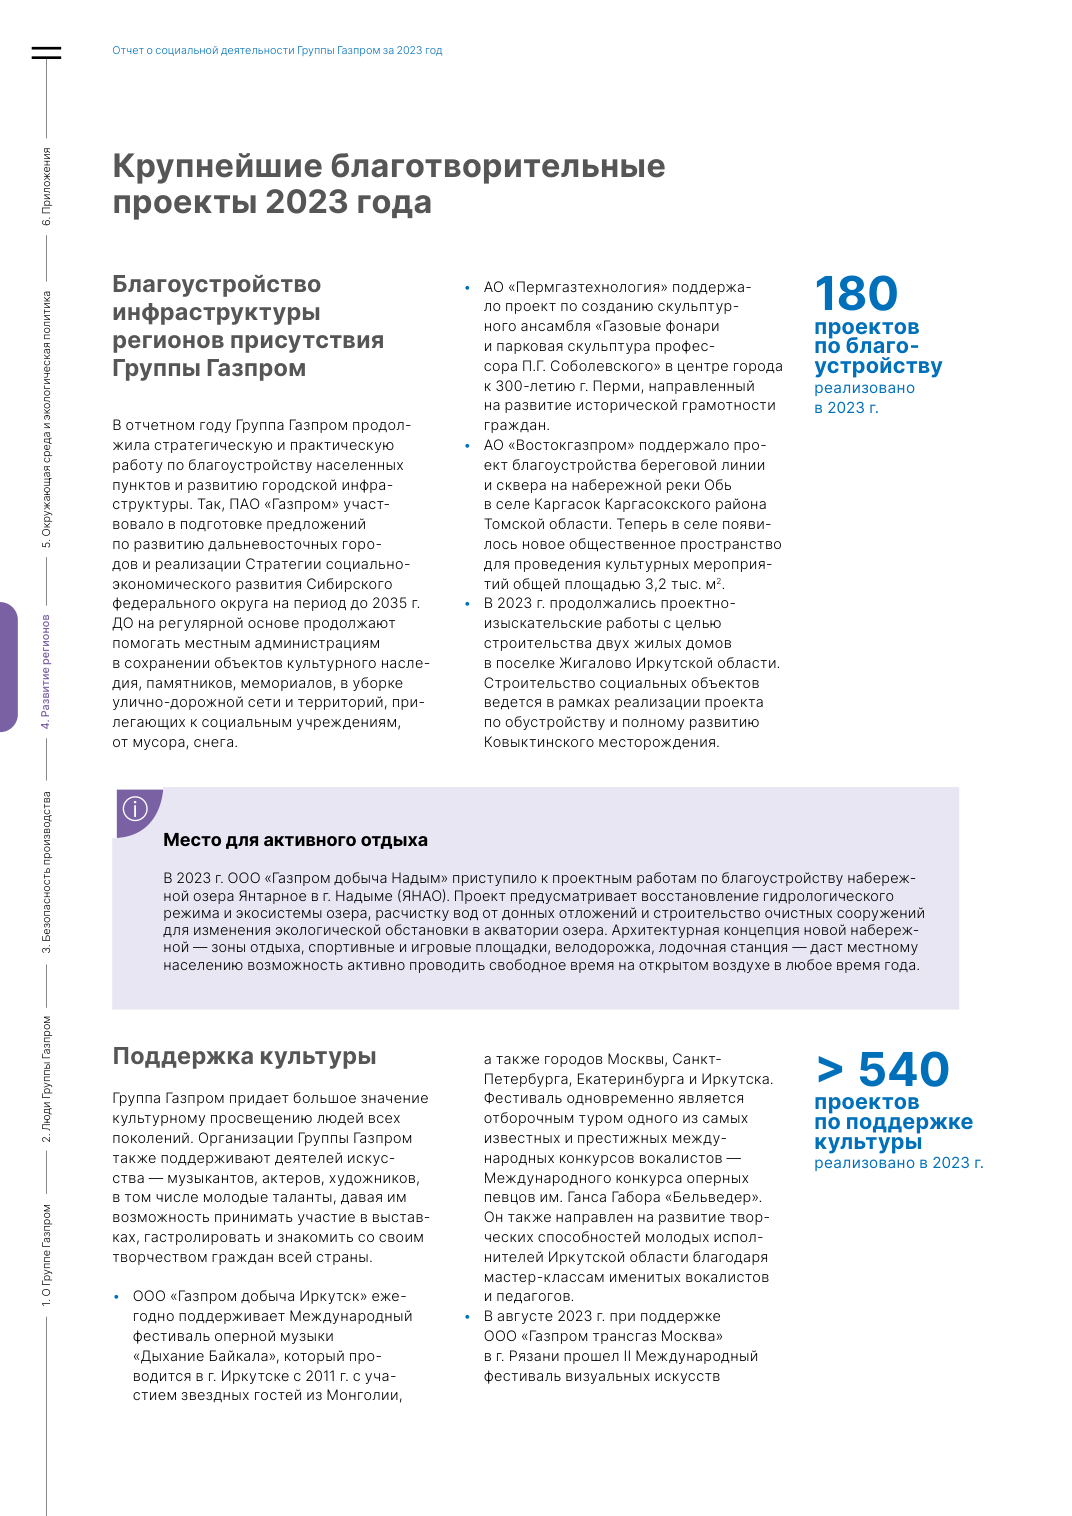 Отчет о социальной деятельности Группы Газпром за 2023 год
6. Приложения
5. Окружающая среда и экологическая политика
4. Развитие регионов
3. Безопасность производства
2. Люди Группы Газпром
1. О Группе Газпром
Крупнейшие благотворительные
проекты 2023 года
Благоустройство
инфраструктуры
регионов присутствия
Группы Газпром
В отчетном году Группа Газпром продол-
жила стратегическую и практическую
работу по благоустройству населенных
пунктов и развитию городской инфра-
структуры. Так, ПАО «Газпром» участ-
вовало в подготовке предложений
по развитию дальневосточных горо-
дов и реализации Стратегии социально-
экономического развития Сибирского
федерального округа на период до 2035 г.
ДО на регулярной основе продолжают
помогать местным администрациям
в сохранении объектов культурного насле-
дия, памятников, мемориалов, в уборке
улично-дорожной сети и территорий, при-
легающих к социальным учреждениям,
от мусора, снега.
• АО «Пермгазтехнология» поддержа-
ло проект по созданию скульптур-
ного ансамбля «Газовые фонари
и парковая скульптура профес-
сора П.Г. Соболевского» в центре города
к 300-летию г. Перми, направленный
на развитие исторической грамотности
граждан.
• АО «Востокгазпром» поддержало про-
ект благоустройства береговой линии
и сквера на набережной реки Обь
в селе Каргасок Каргасокского района
Томской области. Теперь в селе появи-
лось новое общественное пространство
для проведения культурных мероприя-
тий общей площадью 3,2 тыс. м².
• В 2023 г. продолжались проектно-
изыскательские работы с целью
строительства двух жилых домов
в поселке Жигалово Иркутской области.
Строительство социальных объектов
ведется в рамках реализации проекта
по обустройству и полному развитию
Ковыктинского месторождения.
180
проектов
по благо-
устройству
реализовано
в 2023 г.
Место для активного отдыха
В 2023 г. ООО «Газпром добыча Надым» приступило к проектным работам по благоустройству набереж-
ной озера Янтарное в г. Надыме (ЯНАО). Проект предусматривает восстановление гидрологического
режима и экосистемы озера, расчистку вод от донных отложений и строительство очистных сооружений
для изменения экологической обстановки в акватории озера. Архитектурная концепция новой набереж-
ной — зоны отдыха, спортивные и игровые площадки, велодорожка, лодочная станция — даст местному
населению возможность активно проводить свободное время на открытом воздухе в любое время года.
Поддержка культуры
Группа Газпром придает большое значение
культурному просвещению людей всех
поколений. Организации Группы Газпром
также поддерживают деятелей искус-
ства — музыкантов, актеров, художников,
в том числе молодые таланты, давая им
возможность принимать участие в выстав-
ках, гастролировать и знакомить со своим
творчеством граждан всей страны.
• ООО «Газпром добыча Иркутск» еже-
годно поддерживает Международный
фестиваль оперной музыки
«Дыхание Байкала», который про-
водится в г. Иркутске с 2011 г. с уча-
стием звездных гостей из Монголии,
а также городов Москвы, Санкт-
Петербурга, Екатеринбурга и Иркутска.
Фестиваль одновременно является
отборочным туром одного из самых
известных и престижных между-
народных конкурсов вокалистов —
Международного конкурса оперных
певцов им. Ганса Габора «Бельведер».
Он также направлен на развитие твор-
ческих способностей молодых испол-
нителей Иркутской области благодаря
мастер-классам именитых вокалистов
и педагогов.
• В августе 2023 г. при поддержке
ООО «Газпром трансгаз Москва»
в г. Рязани прошел II Международный
фестиваль визуальных искусств
> 540
проектов
по поддержке
культуры
реализовано в 2023 г.